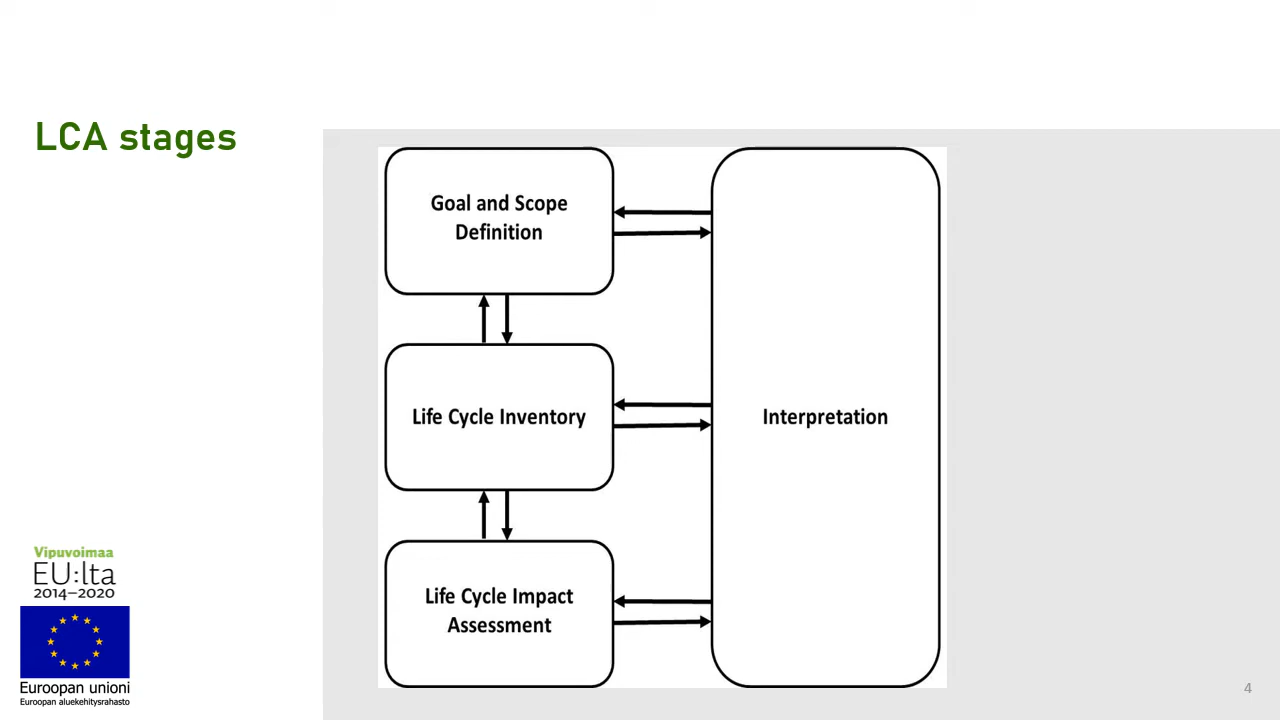 LCA stages
Goal and Scope
Definition
Life Cycle Inventory
Life Cycle Impact
Assessment
Interpretation
Vipuvoimaa
EU:lta
2014–2020
Euroopan unioni
Euroopan aluekehitysrahasto
4